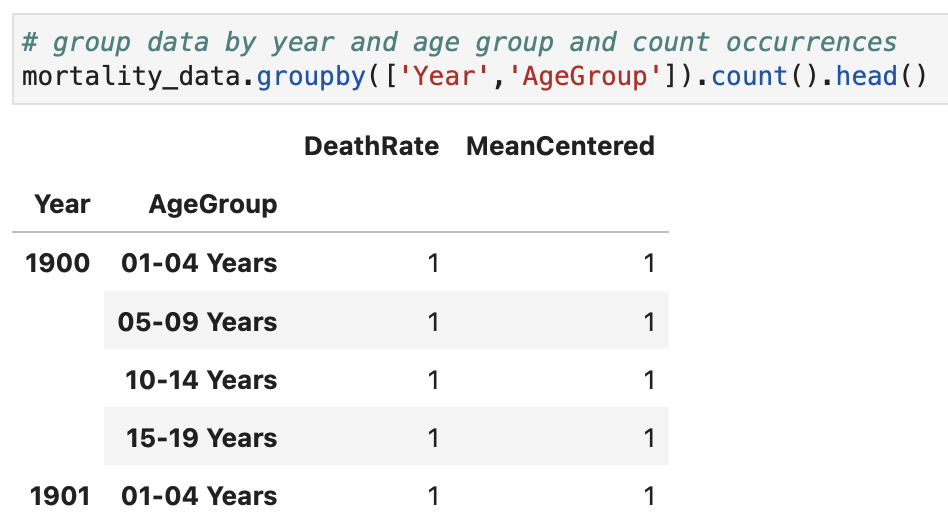 # group data by year and age group and count occurrences
mortality_data.groupby(['Year','AgeGroup']).count().head()
DeathRate MeanCentered
Year AgeGroup
1900 01-04 Years 1 1
05-09 Years 1 1
10-14 Years 1 1
15-19 Years 1 1
1901 01-04 Years 1 1